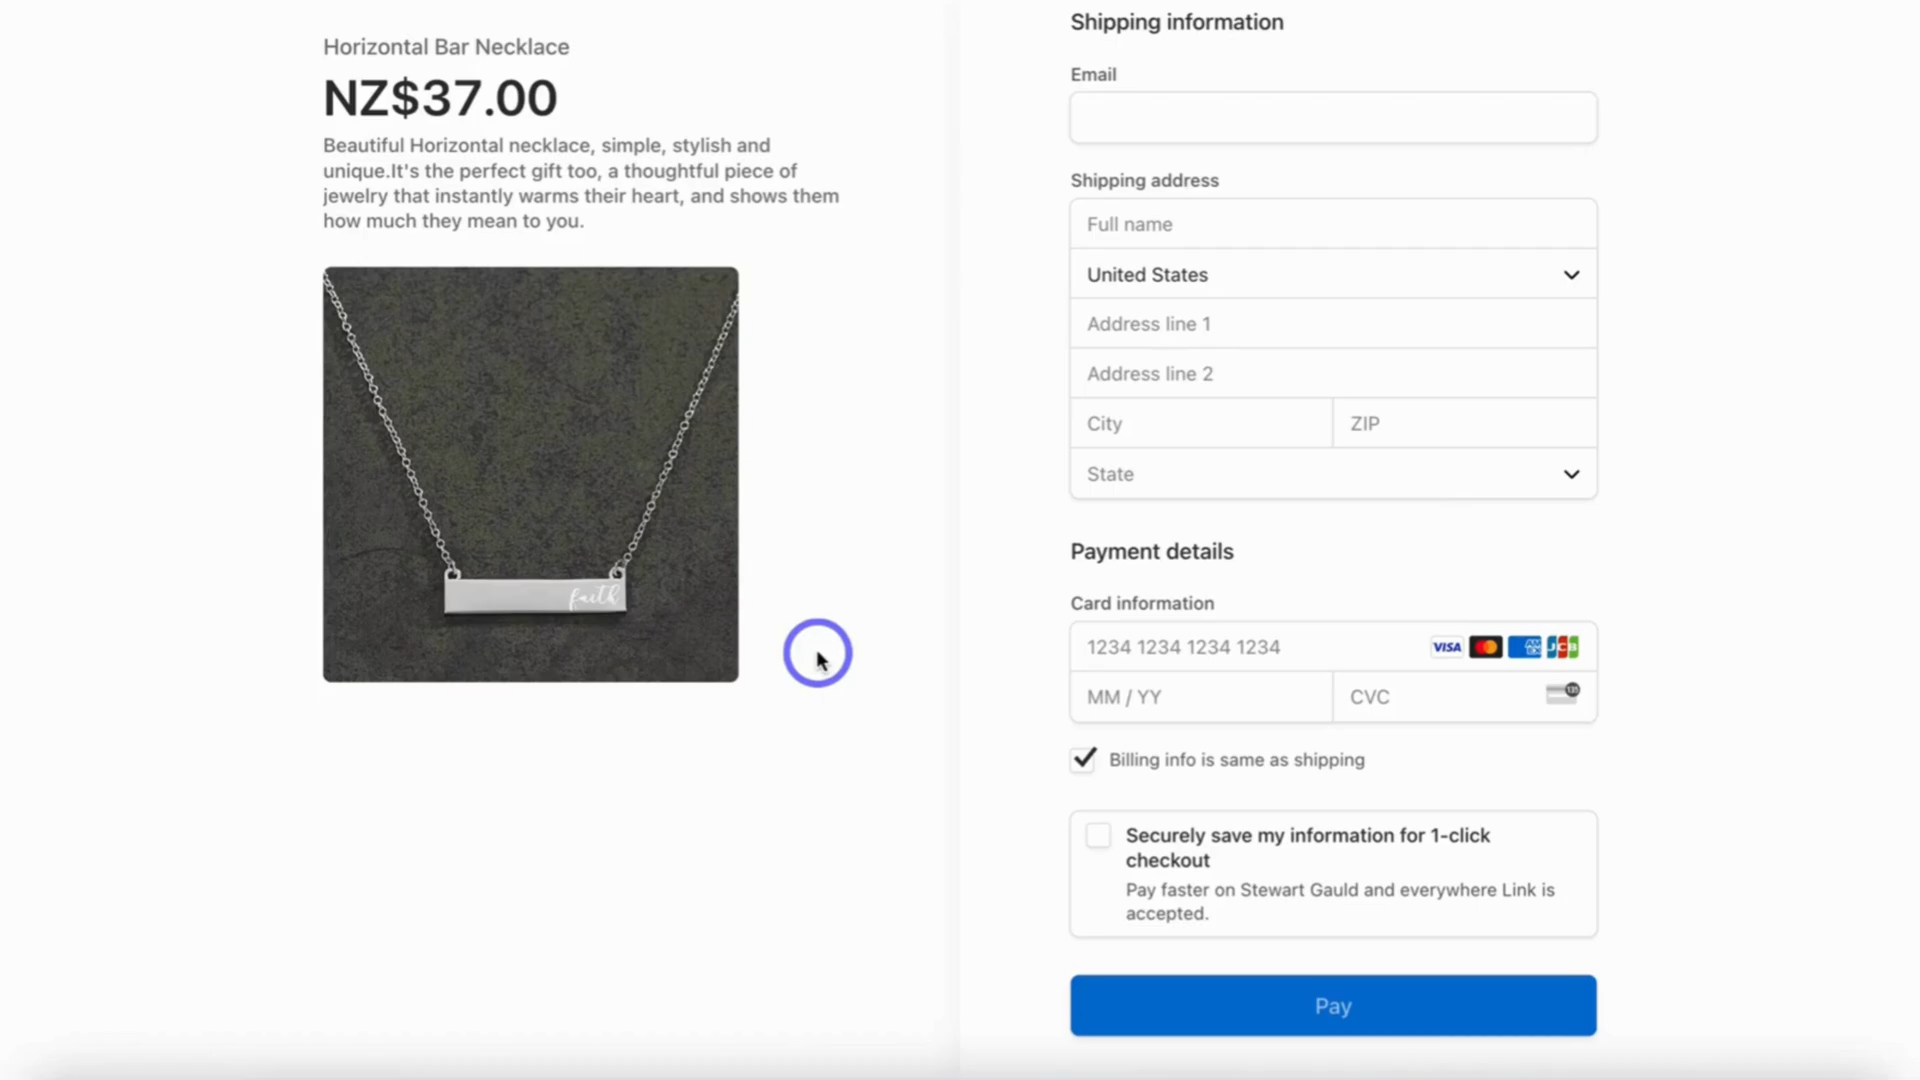 Horizontal Bar Necklace
NZ$37.00
Beautiful Horizontal necklace, simple, stylish and
unique.It's the perfect gift too, a thoughtful piece of
jewelry that instantly warms their heart, and shows them
how much they mean to you.
faith
Shipping information
Email
Shipping address
Full name
United States
Address line 1
Address line 2
City
ZIP
State
Payment details
Card information
1234 1234 1234 1234
VISA
AMEX
JCB
MM / YY
CVC
135
Billing info is same as shipping
Securely save my information for 1-click
checkout
Pay faster on Stewart Gauld and everywhere Link is
accepted.
Pay